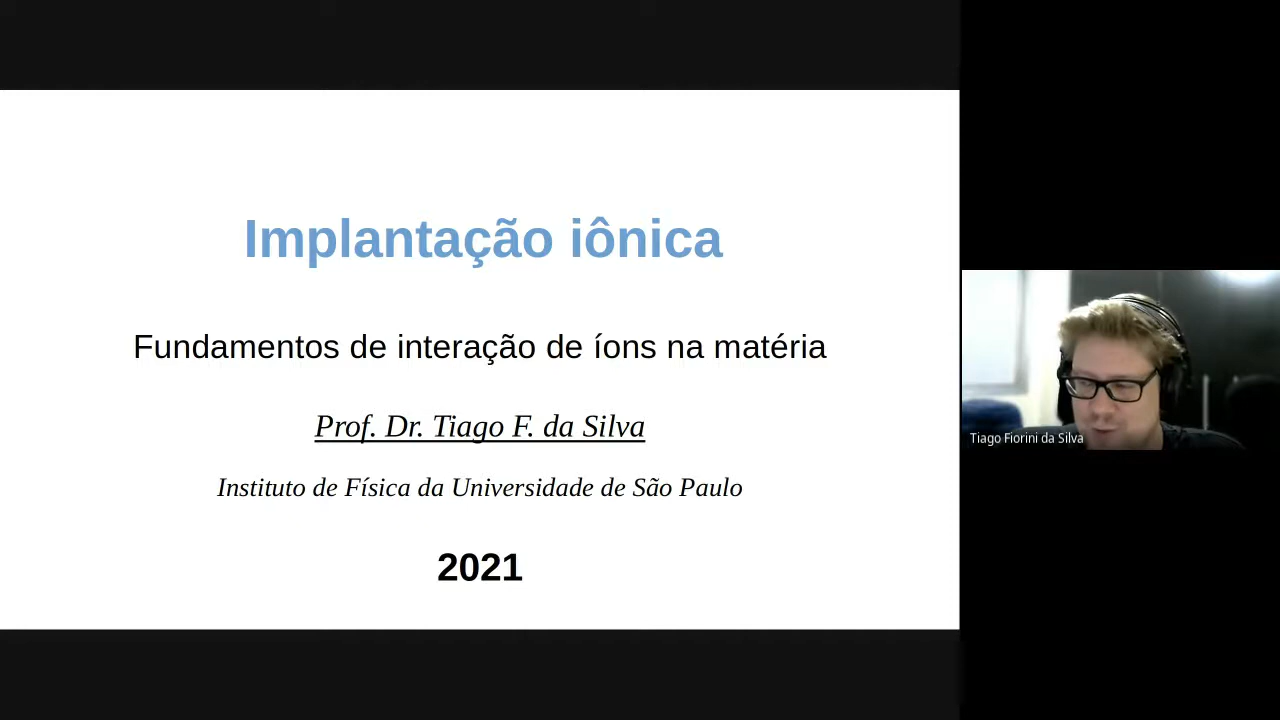 Implantação iônica
Fundamentos de interação de íons na matéria
Prof. Dr. Tiago F. da Silva
Instituto de Física da Universidade de São Paulo
2021
Tiago Fiorini da Silva